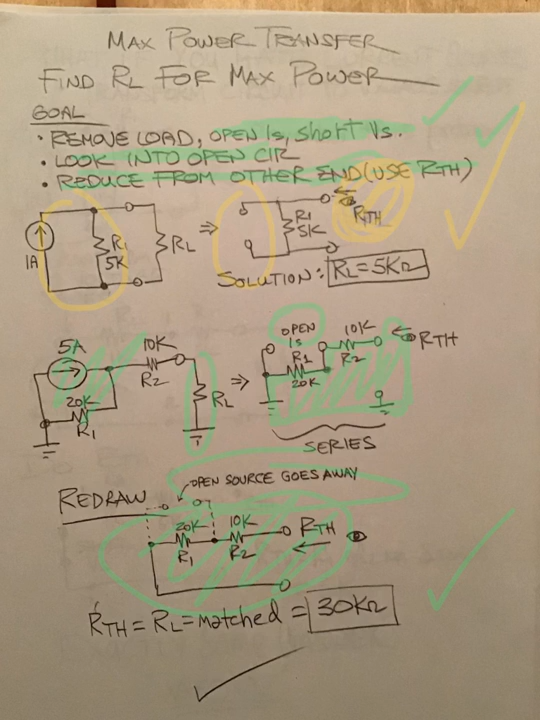 MAX POWER TRANSFER
FIND RL FOR MAX POWER
GOAL
• REMOVE LOAD, OPEN Is, short Vs.
• LOOK INTO OPEN CIR
• REDUCE FROM OTHER END (USE RTH)
1A
R1
5K
RL
⇒
R1
5K
RTH
SOLUTION: RL=5KΩ
5A
10K
R2
20K
R1
RL
⇒
OPEN
Is
R1
20K
10K
R2
RTH
SERIES
REDRAW
OPEN SOURCE GOES AWAY
20K
R1
10K
R2
RTH
RTH = RL = matched = 30KΩ